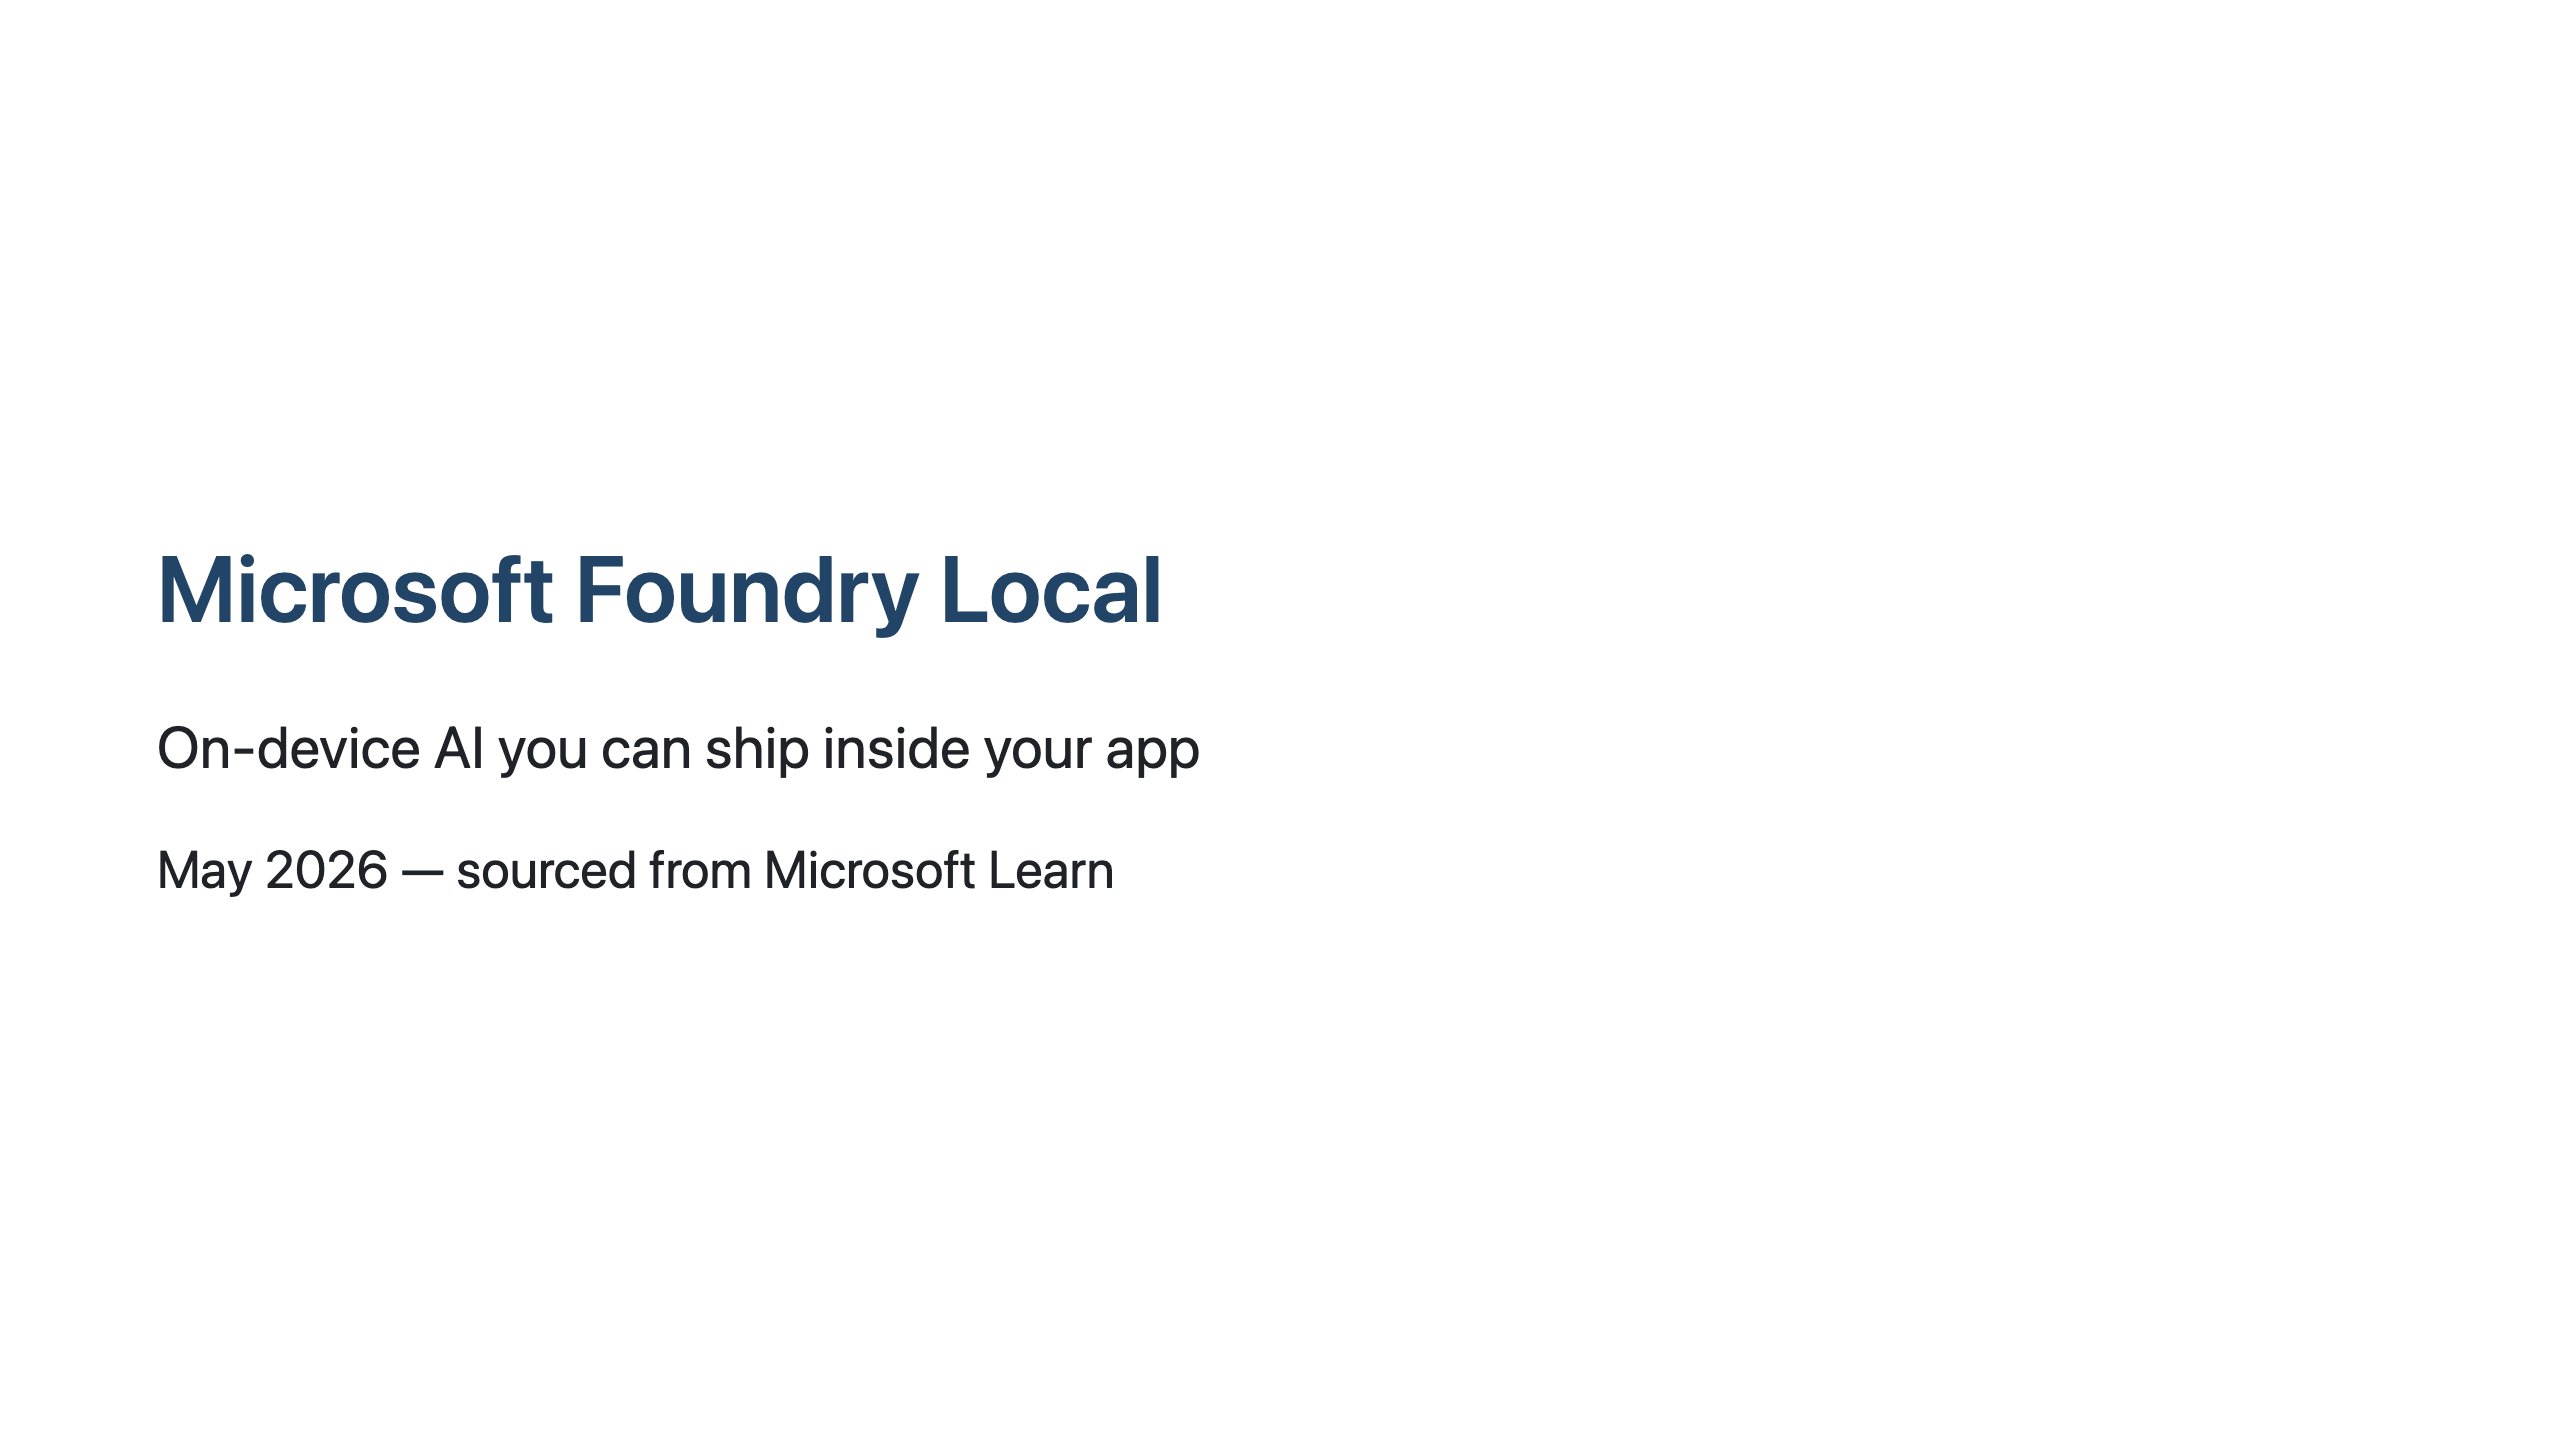 Microsoft Foundry Local
On-device AI you can ship inside your app
May 2026 — sourced from Microsoft Learn